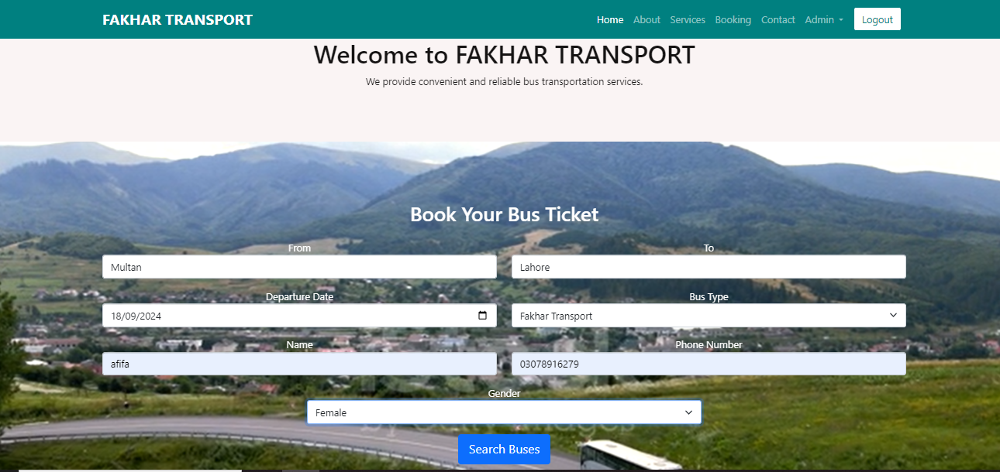 FAKHAR TRANSPORT Home About Services Booking Contact Admin Logout
Welcome to FAKHAR TRANSPORT
We provide convenient and reliable bus transportation services.
Book Your Bus Ticket
From To
Multan Lahore
Departure Date Bus Type
18/09/2024 Fakhar Transport
Name Phone Number
afifa 03078916279
Gender
Female
Search Buses